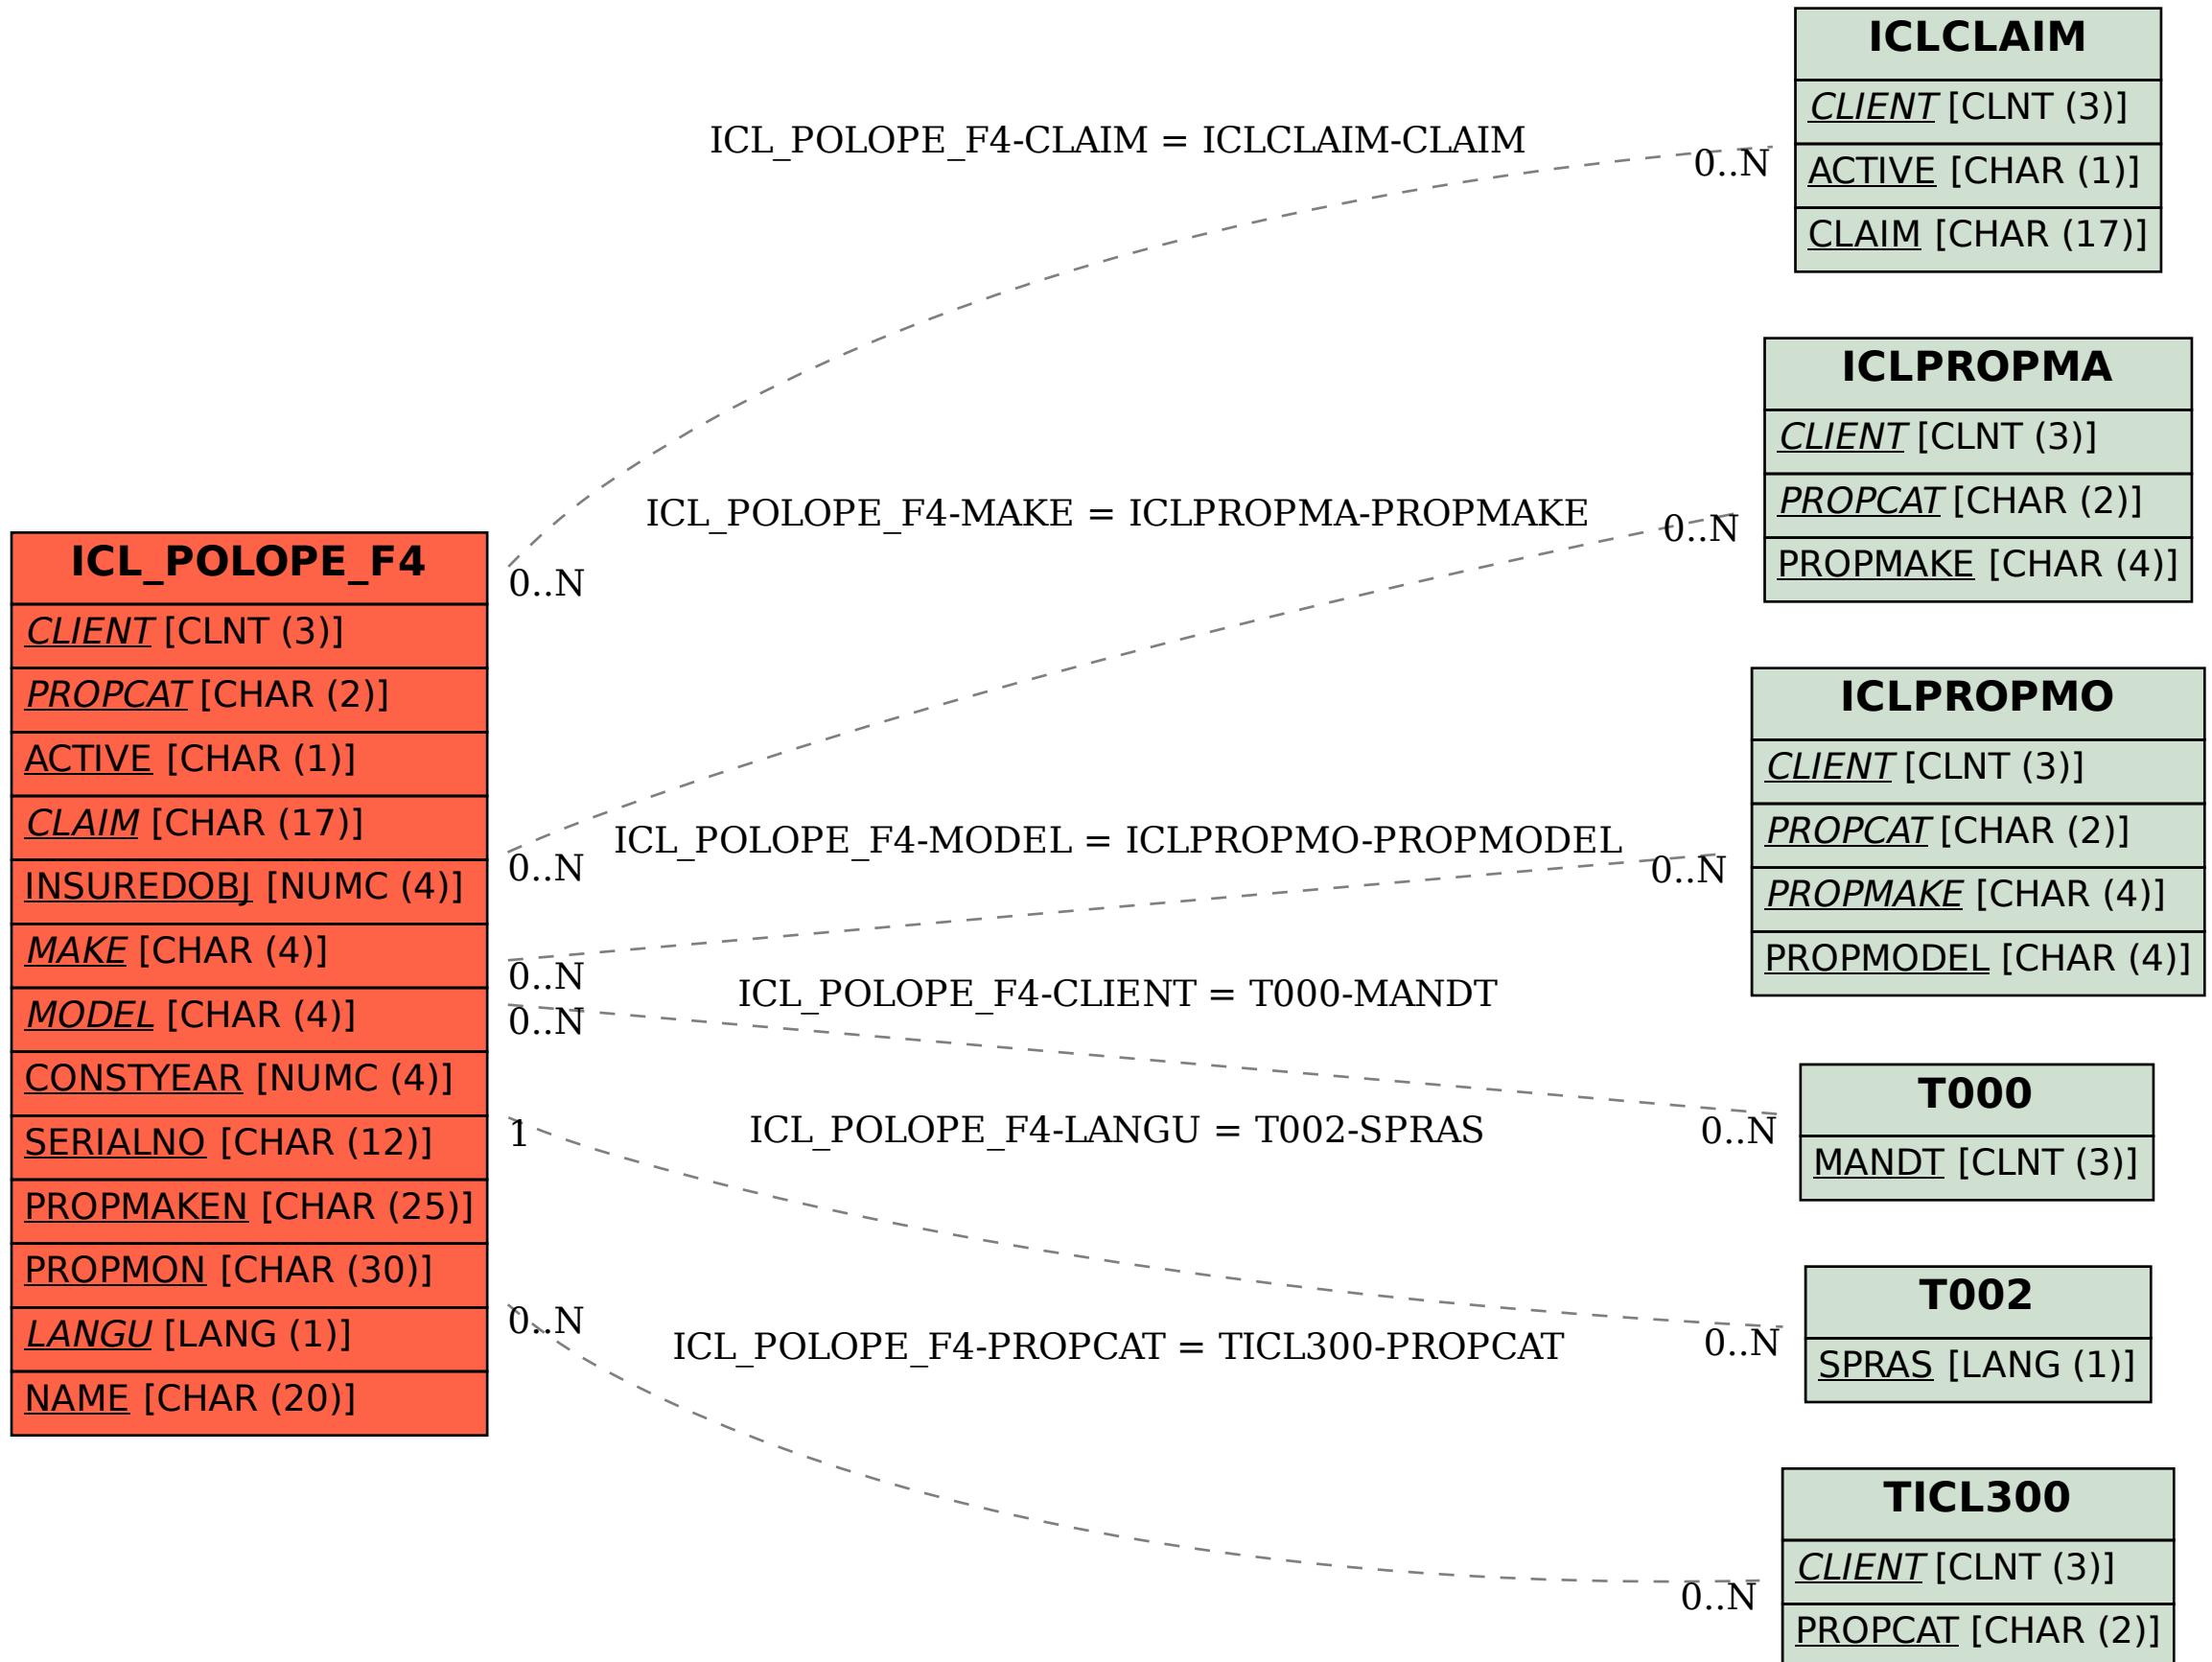 ICL_POLOPE_F4
CLIENT [CLNT (3)]
PROPCAT [CHAR (2)]
ACTIVE [CHAR (1)]
CLAIM [CHAR (17)]
INSUREDOBJ [NUMC (4)]
MAKE [CHAR (4)]
MODEL [CHAR (4)]
CONSTYEAR [NUMC (4)]
SERIALNO [CHAR (12)]
PROPMAKEN [CHAR (25)]
PROPMON [CHAR (30)]
LANGU [LANG (1)]
NAME [CHAR (20)]
ICL_POLOPE_F4-CLAIM = ICLCLAIM-CLAIM
0..N
0..N
ICL_POLOPE_F4-MAKE = ICLPROPMA-PROPMAKE
0..N
0..N
ICL_POLOPE_F4-MODEL = ICLPROPMO-PROPMODEL
0..N
0..N
ICL_POLOPE_F4-CLIENT = T000-MANDT
0..N
0..N
ICL_POLOPE_F4-LANGU = T002-SPRAS
1
0..N
ICL_POLOPE_F4-PROPCAT = TICL300-PROPCAT
0..N
0..N
ICLCLAIM
CLIENT [CLNT (3)]
ACTIVE [CHAR (1)]
CLAIM [CHAR (17)]
ICLPROPMA
CLIENT [CLNT (3)]
PROPCAT [CHAR (2)]
PROPMAKE [CHAR (4)]
ICLPROPMO
CLIENT [CLNT (3)]
PROPCAT [CHAR (2)]
PROPMAKE [CHAR (4)]
PROPMODEL [CHAR (4)]
T000
MANDT [CLNT (3)]
T002
SPRAS [LANG (1)]
TICL300
CLIENT [CLNT (3)]
PROPCAT [CHAR (2)]